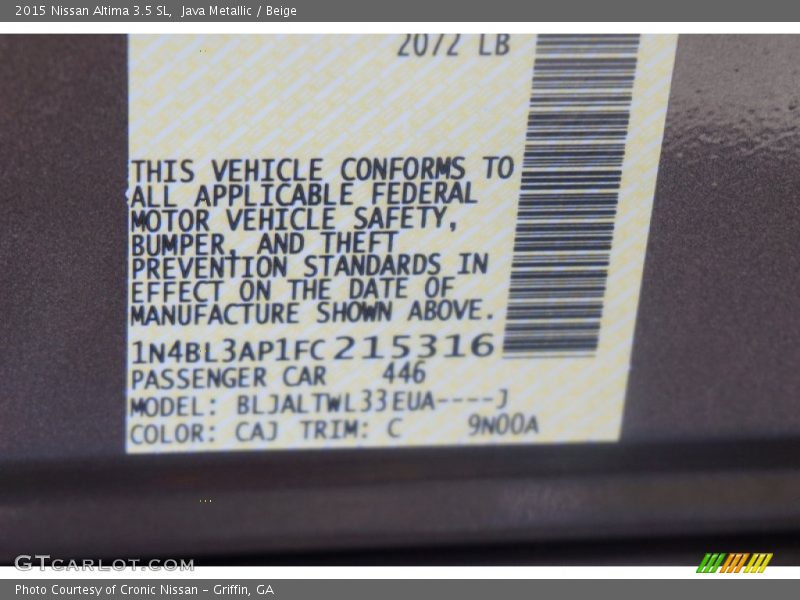 2015 Nissan Altima 3.5 SL, Java Metallic / Beige
2072 LB
THIS VEHICLE CONFORMS TO
ALL APPLICABLE FEDERAL
MOTOR VEHICLE SAFETY,
BUMPER, AND THEFT
PREVENTION STANDARDS IN
EFFECT ON THE DATE OF
MANUFACTURE SHOWN ABOVE.
1N4BL3AP1FC215316
PASSENGER CAR 446
MODEL: BLJALTWL33EUA----J
COLOR: CAJ TRIM: C 9N00A
GTCARLOT.COM
Photo Courtesy of Cronic Nissan - Griffin, GA